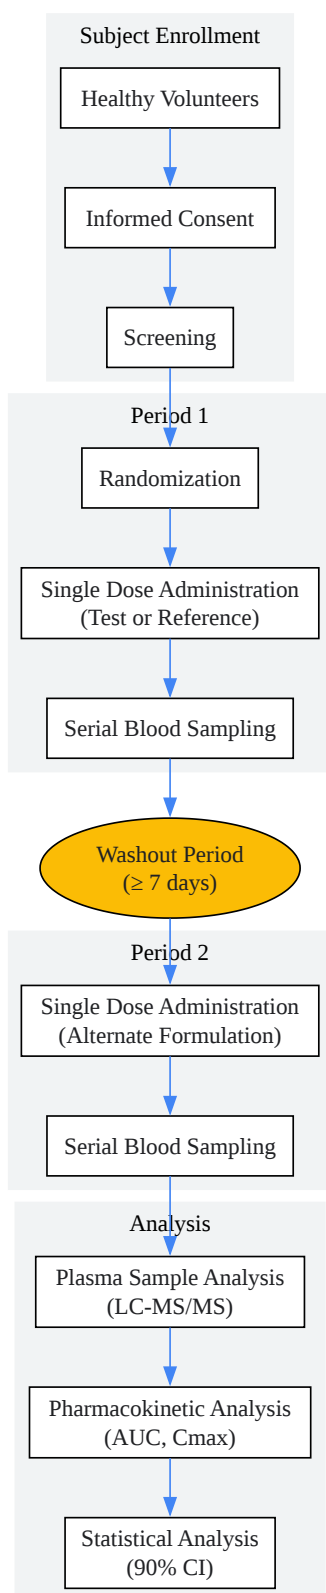 Subject Enrollment
Healthy Volunteers
Informed Consent
Screening
Period 1
Randomization
Single Dose Administration
(Test or Reference)
Serial Blood Sampling
Washout Period
(≥ 7 days)
Period 2
Single Dose Administration
(Alternate Formulation)
Serial Blood Sampling
Analysis
Plasma Sample Analysis
(LC-MS/MS)
Pharmacokinetic Analysis
(AUC, Cmax)
Statistical Analysis
(90% CI)